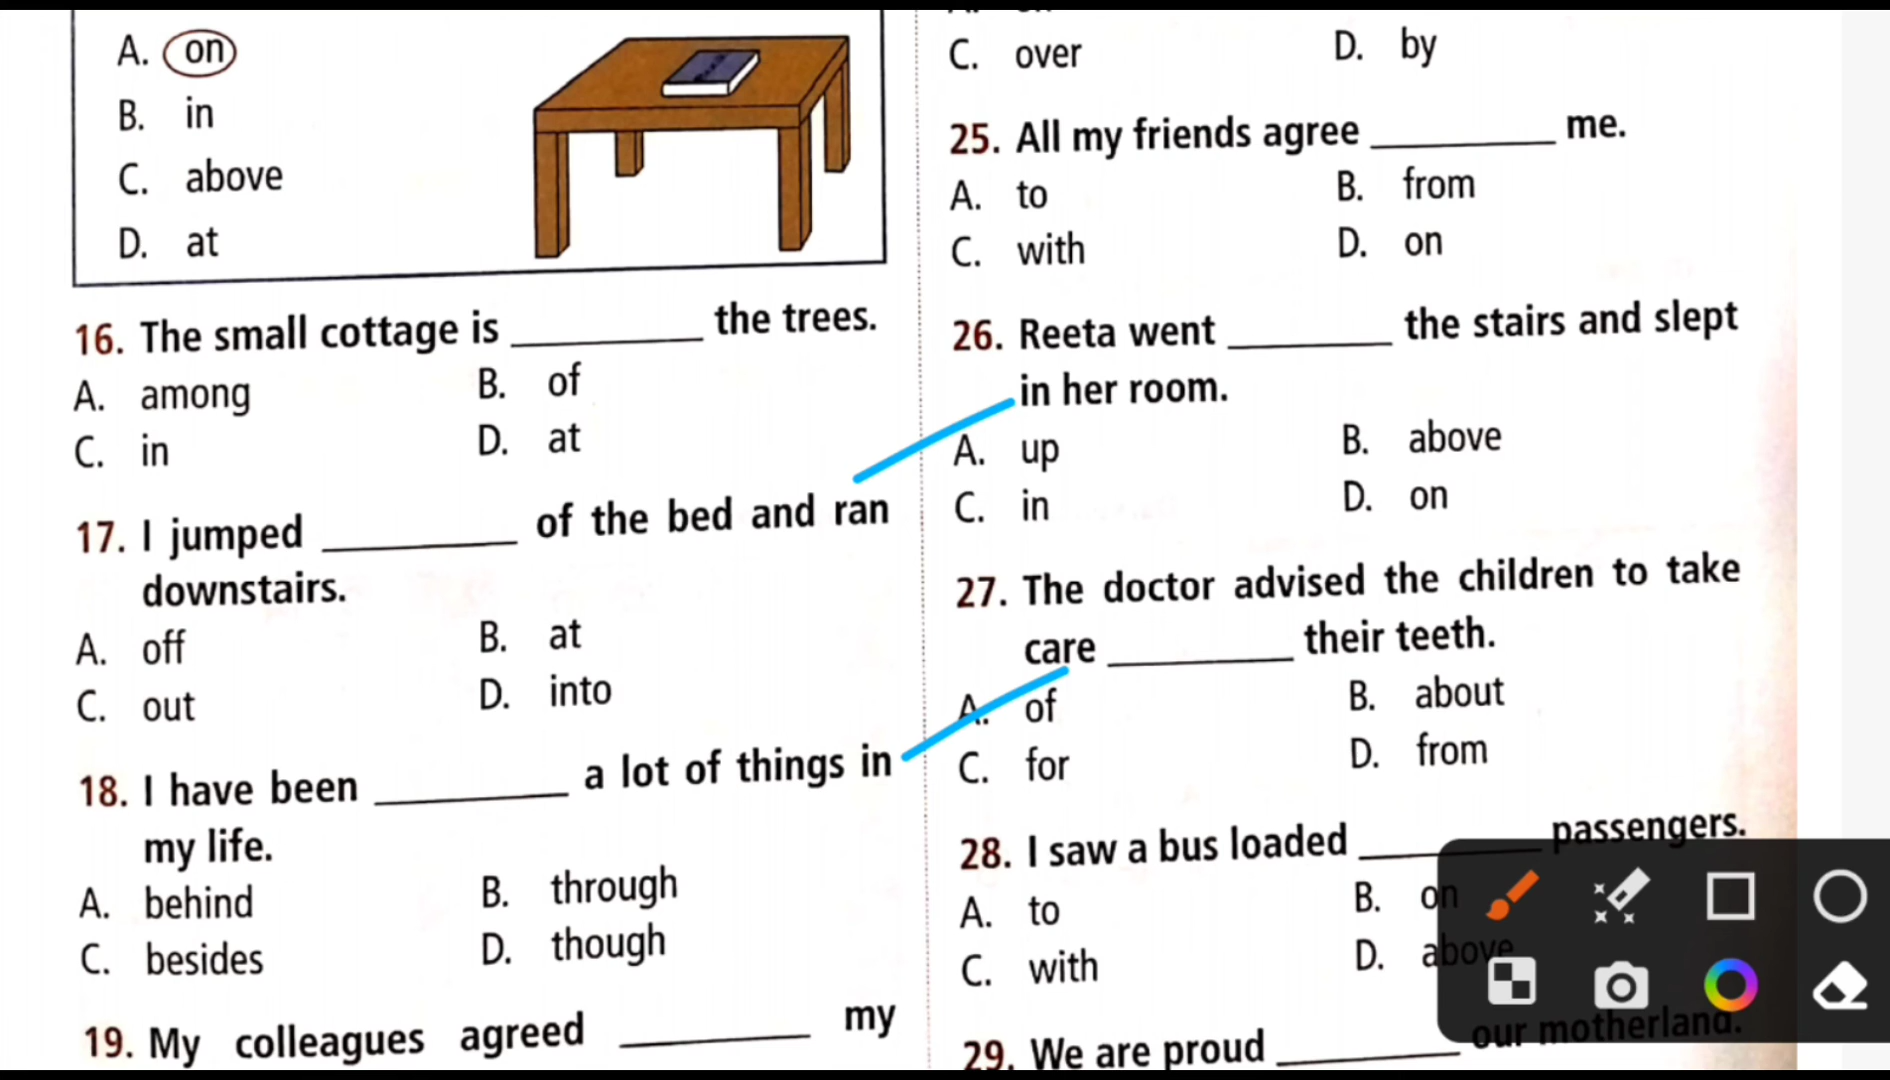 A. on
B. in
C. above
D. at
16. The small cottage is ________ the trees.
A. among B. of
C. in D. at
17. I jumped ________ of the bed and ran
downstairs.
A. off B. at
C. out D. into
18. I have been ________ a lot of things in
my life.
A. behind B. through
C. besides D. though
19. My colleagues agreed ________ my
C. over D. by
25. All my friends agree ________ me.
A. to B. from
C. with D. on
26. Reeta went ________ the stairs and slept
in her room.
A. up B. above
C. in D. on
27. The doctor advised the children to take
care ________ their teeth.
A. of B. about
C. for D. from
28. I saw a bus loaded ________ passengers.
A. to B. on
C. with D. above
29. We are proud ________ our motherland.